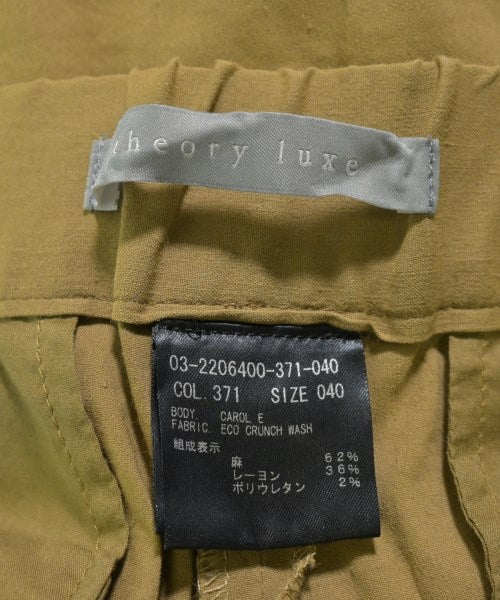 theory luxe
03-2206400-371-040
COL. 371 SIZE 040
BODY CAROL E
FABRIC. ECO CRUNCH WASH
組成表示
麻 62%
レーヨン 36%
ポリウレタン 2%